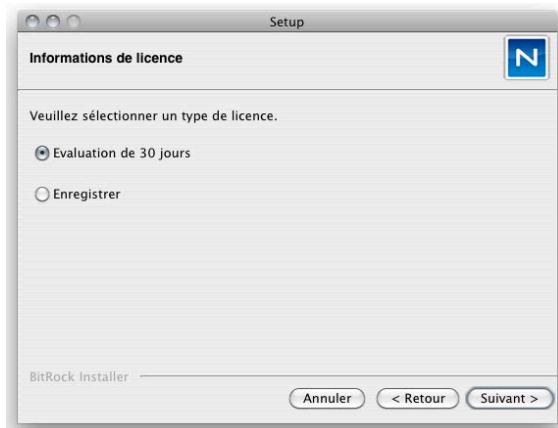 Setup
Informations de licence
N
Veuillez sélectionner un type de licence.
Evaluation de 30 jours
Enregistrer
BitRock Installer
Annuler
< Retour
Suivant >